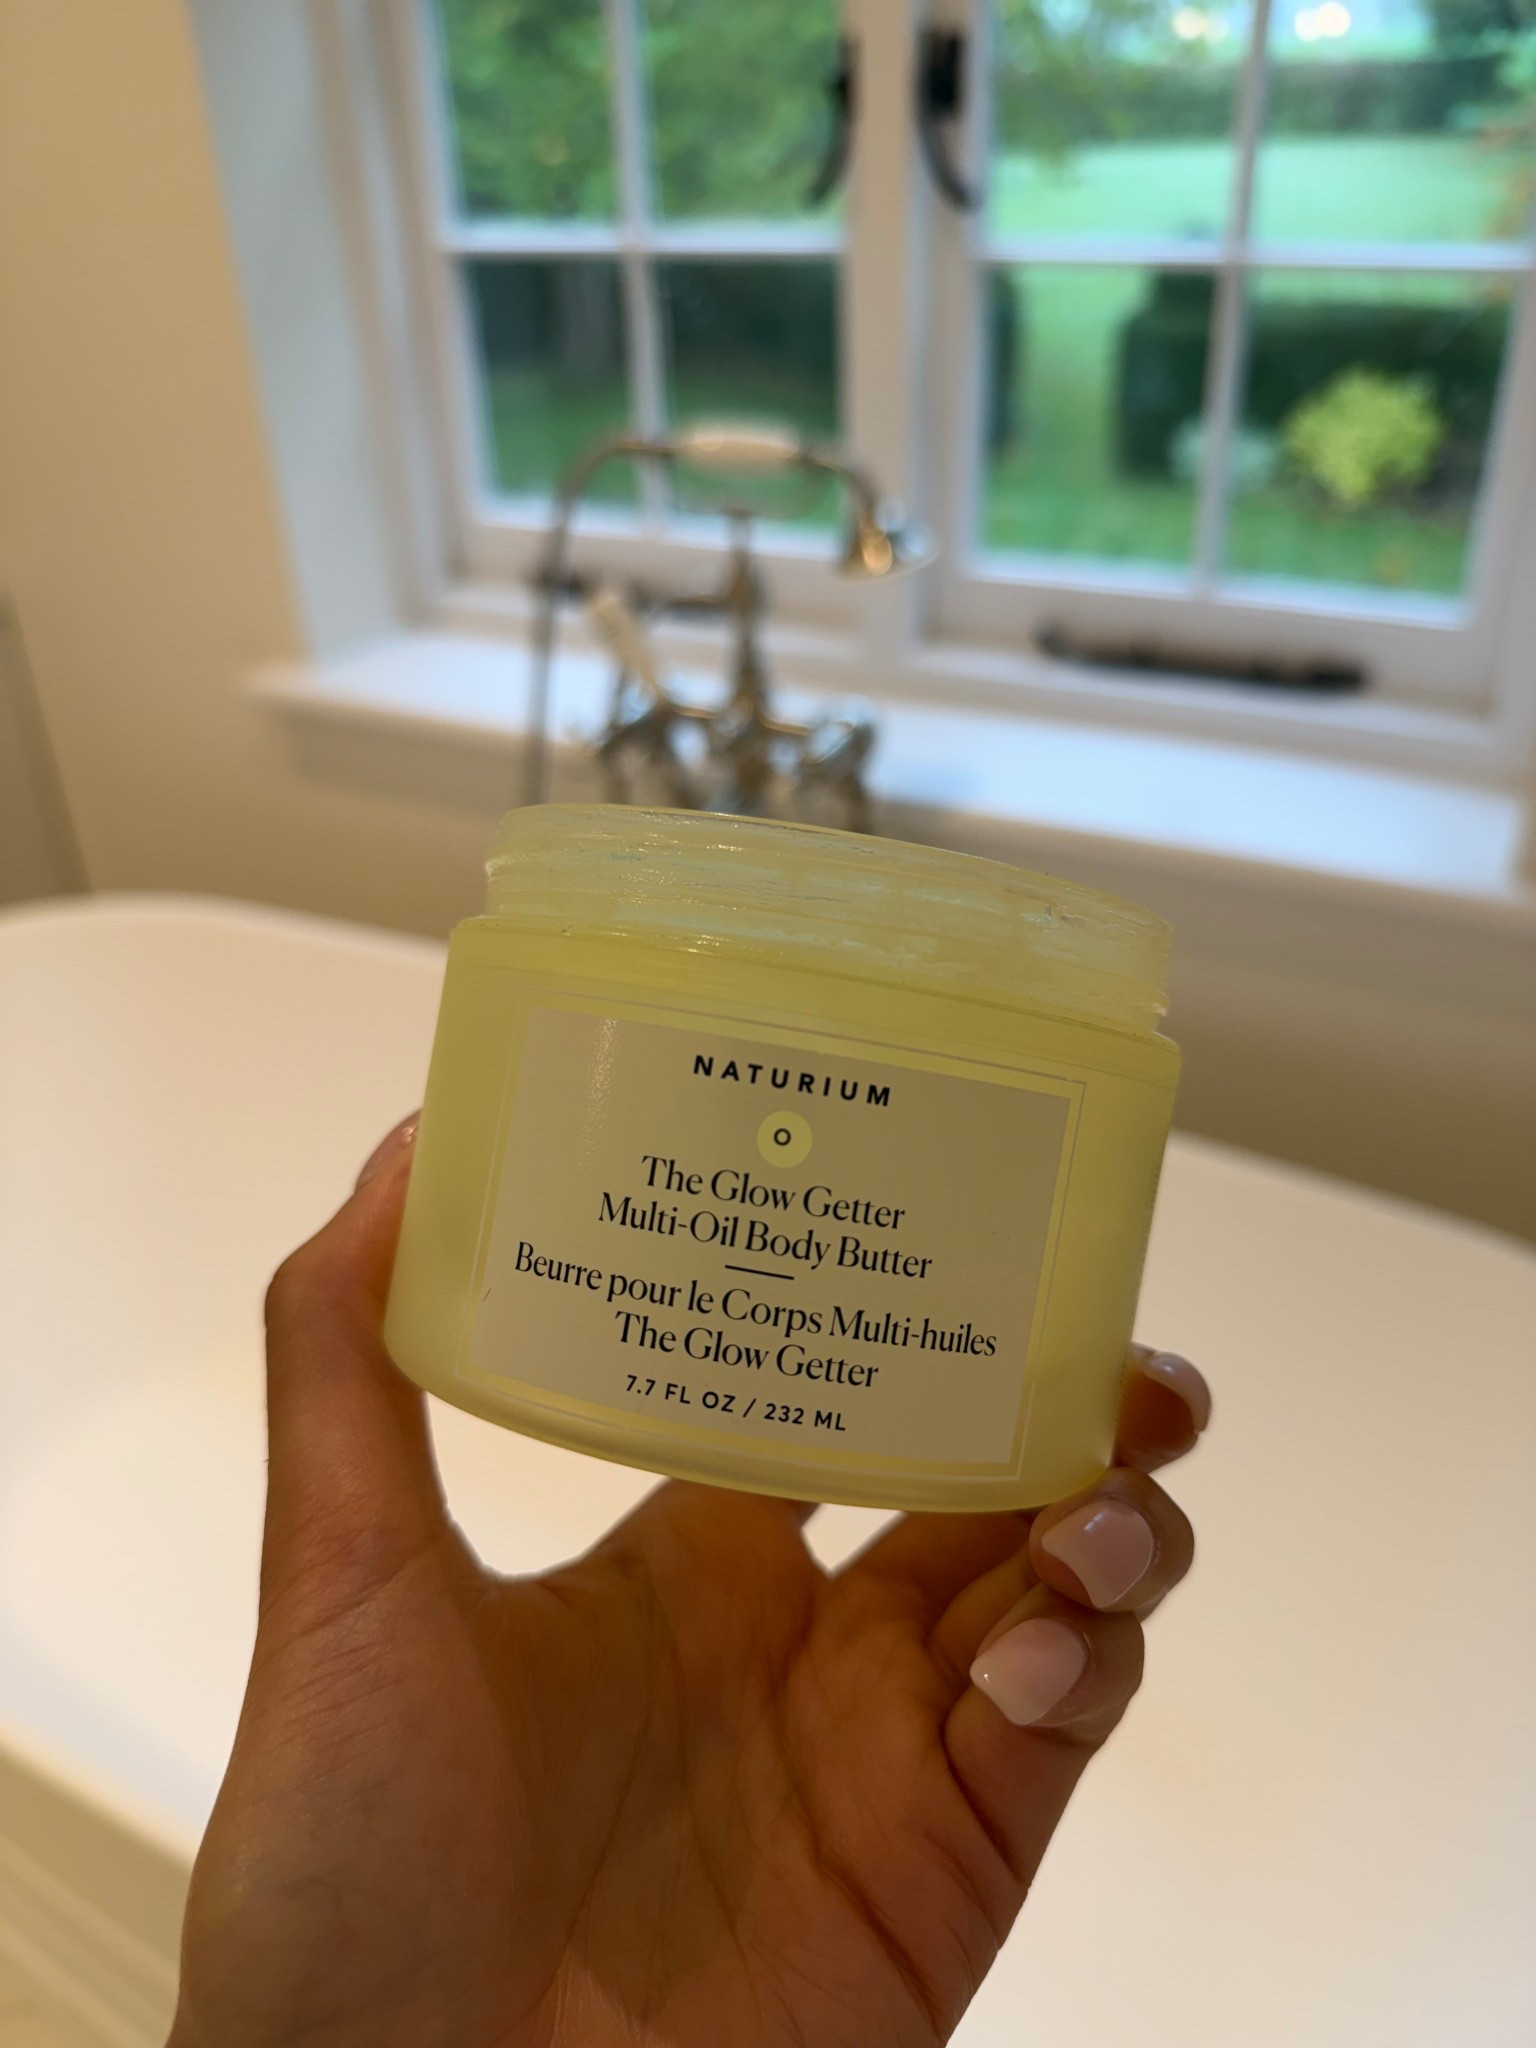 NATURIUM
O
The Glow Getter
Multi-Oil Body Butter
Beurre pour le Corps Multi-huiles
The Glow Getter
7.7 FL OZ / 232 ML